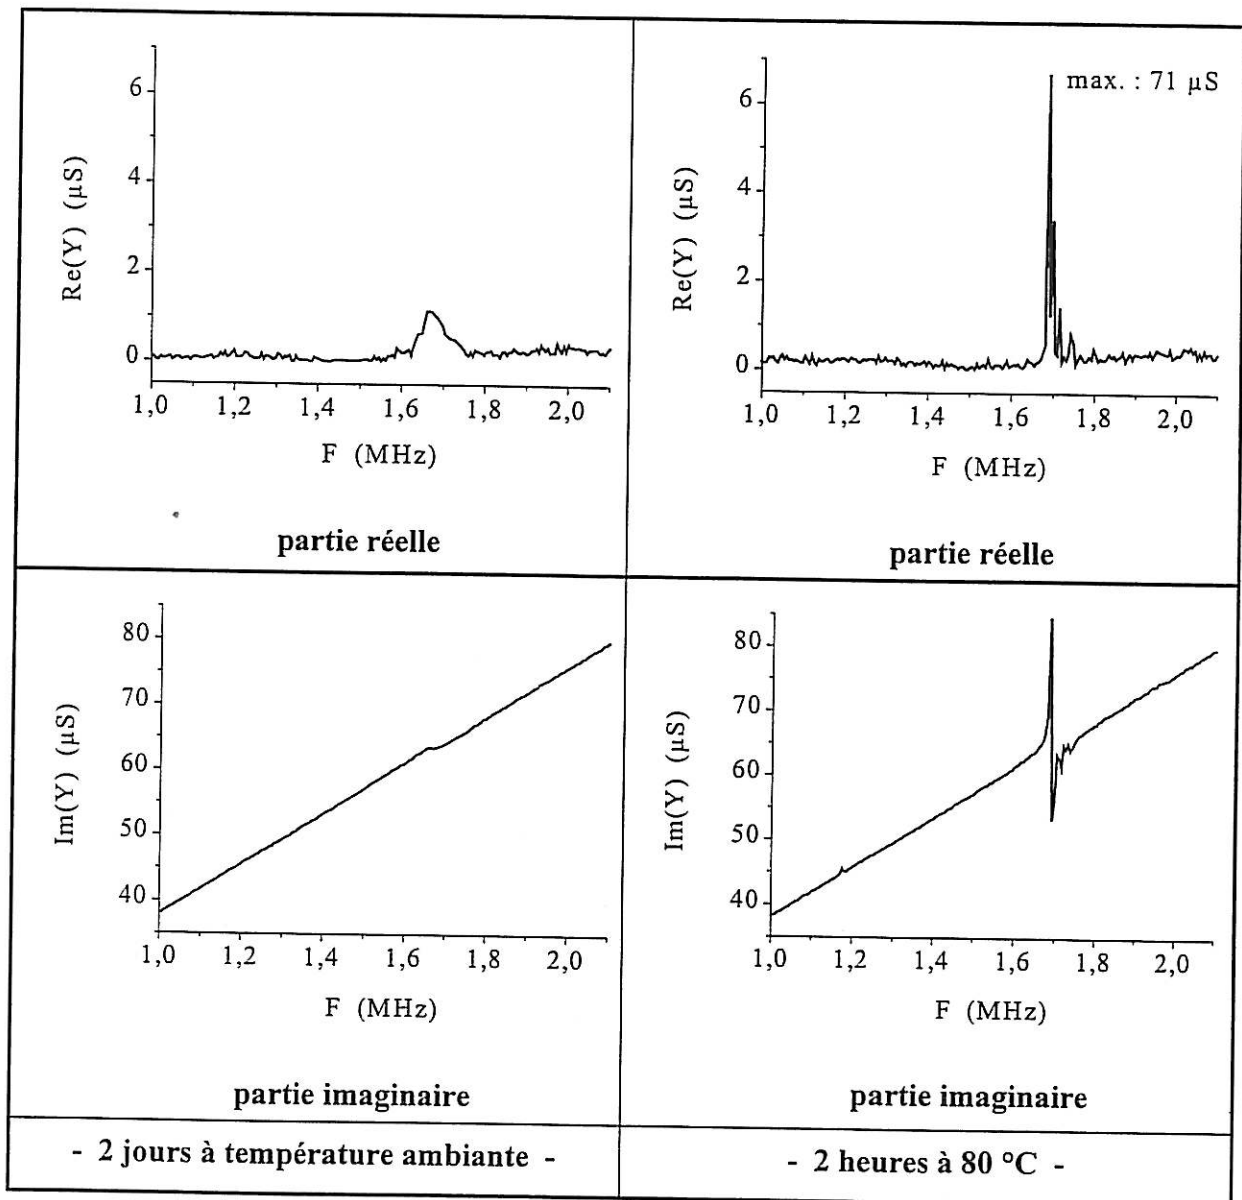 6
4
2
0
Re(Y) (µS)
1,0 1,2 1,4 1,6 1,8 2,0
F (MHz)
partie réelle
max. : 71 µS
6
4
2
0
Re(Y) (µS)
1,0 1,2 1,4 1,6 1,8 2,0
F (MHz)
partie réelle
80
70
60
50
40
Im(Y) (µS)
1,0 1,2 1,4 1,6 1,8 2,0
F (MHz)
partie imaginaire
80
70
60
50
40
Im(Y) (µS)
1,0 1,2 1,4 1,6 1,8 2,0
F (MHz)
partie imaginaire
- 2 jours à température ambiante -
- 2 heures à 80 °C -